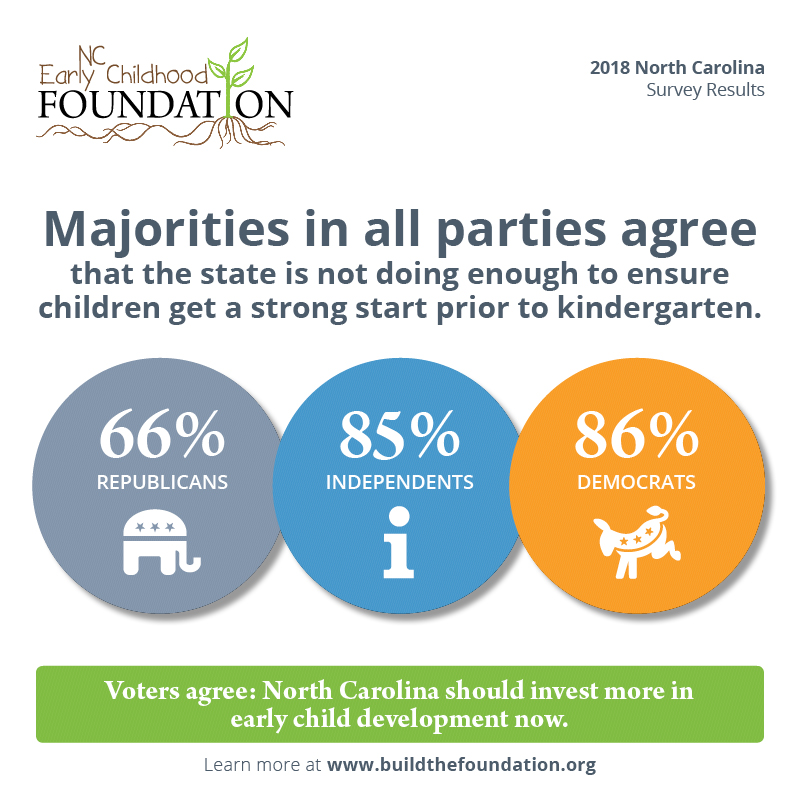 NC
Early Childhood
FOUNDATION
2018 North Carolina
Survey Results
Majorities in all parties agree
that the state is not doing enough to ensure
children get a strong start prior to kindergarten.
66%
REPUBLICANS
85%
INDEPENDENTS
i
86%
DEMOCRATS
Voters agree: North Carolina should invest more in
early child development now.
Learn more at www.buildthefoundation.org